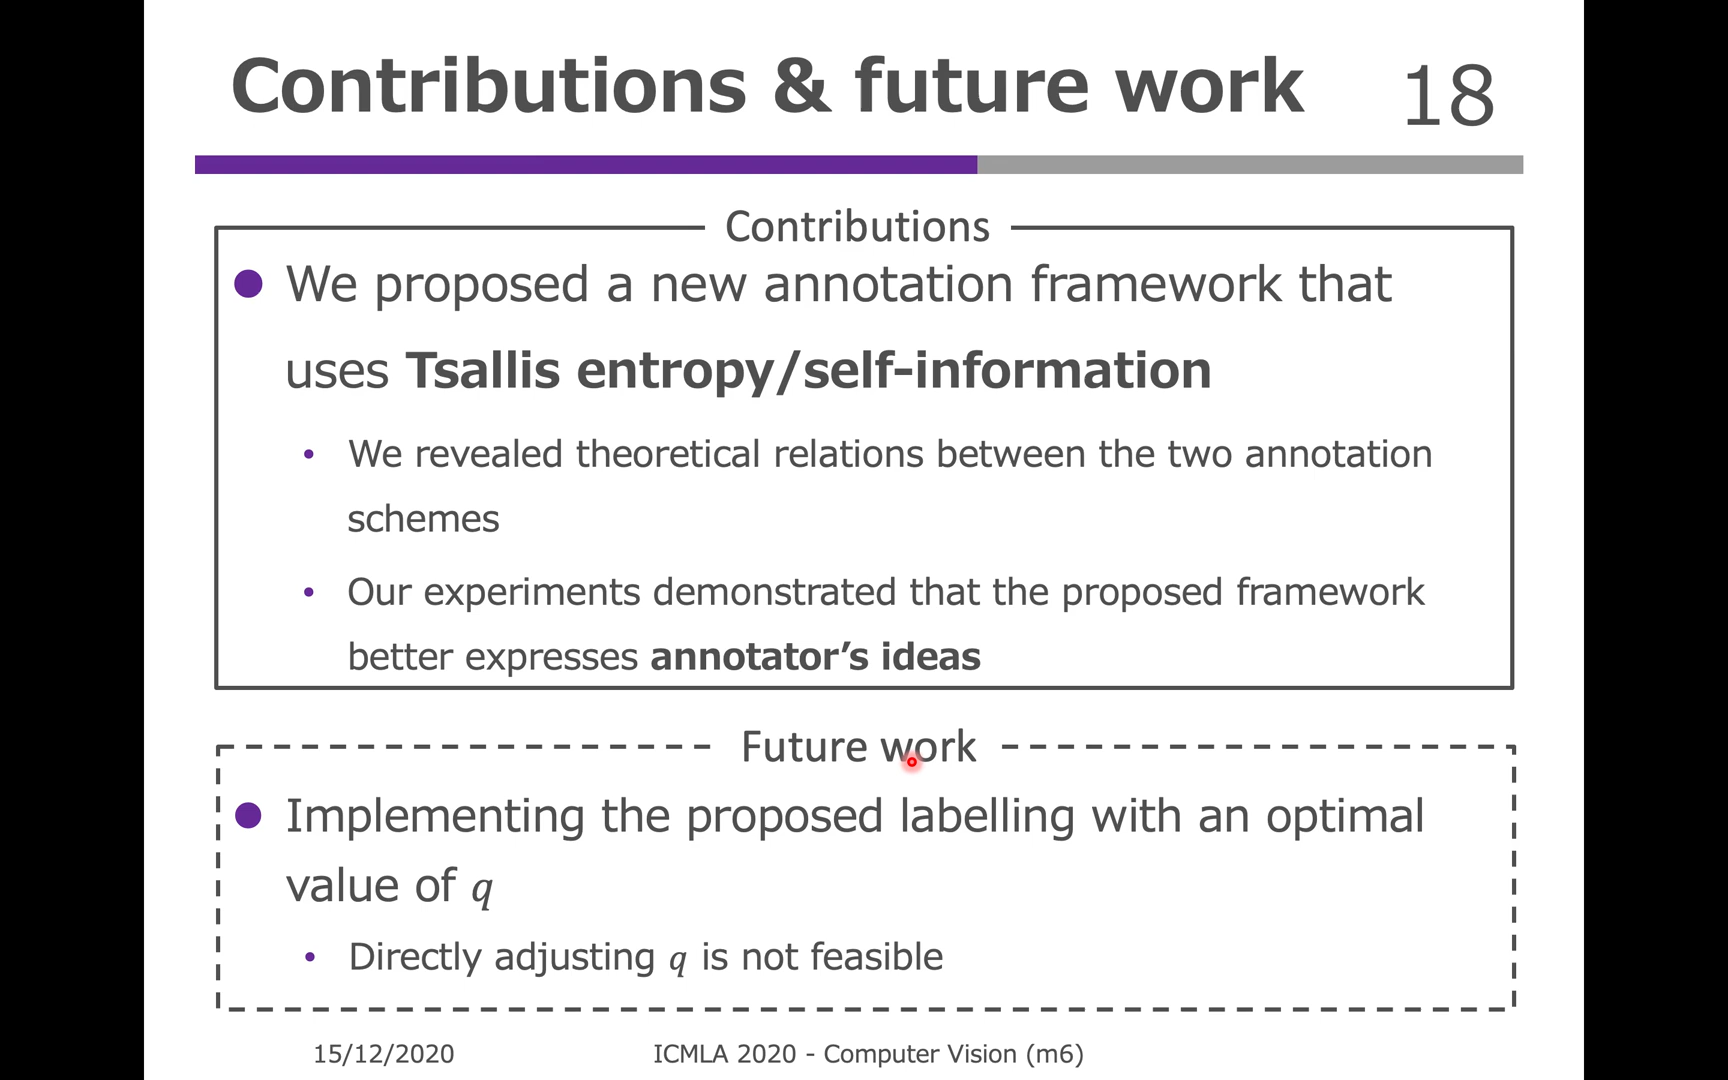 Contributions & future work
18
Contributions
We proposed a new annotation framework that
uses Tsallis entropy/self-information
We revealed theoretical relations between the two annotation
schemes
Our experiments demonstrated that the proposed framework
better expresses annotator’s ideas
Future work
Implementing the proposed labelling with an optimal
value of q
Directly adjusting q is not feasible
15/12/2020
ICMLA 2020 - Computer Vision (m6)